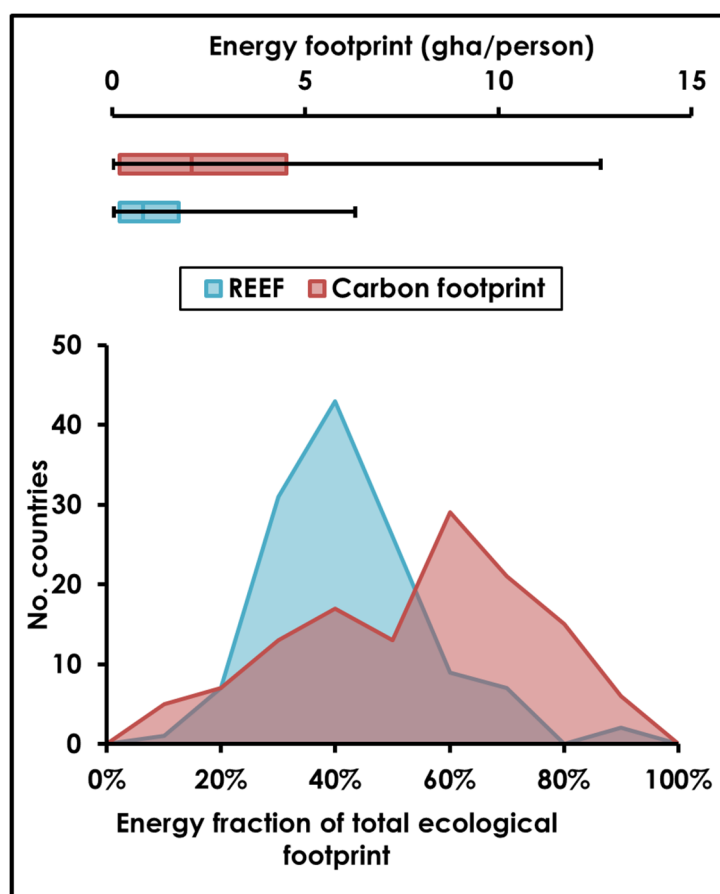 Energy footprint (gha/person)
0 5 10 15
REEF Carbon footprint
50
40
30
20
10
0
No. countries
0% 20% 40% 60% 80% 100%
Energy fraction of total ecological
footprint